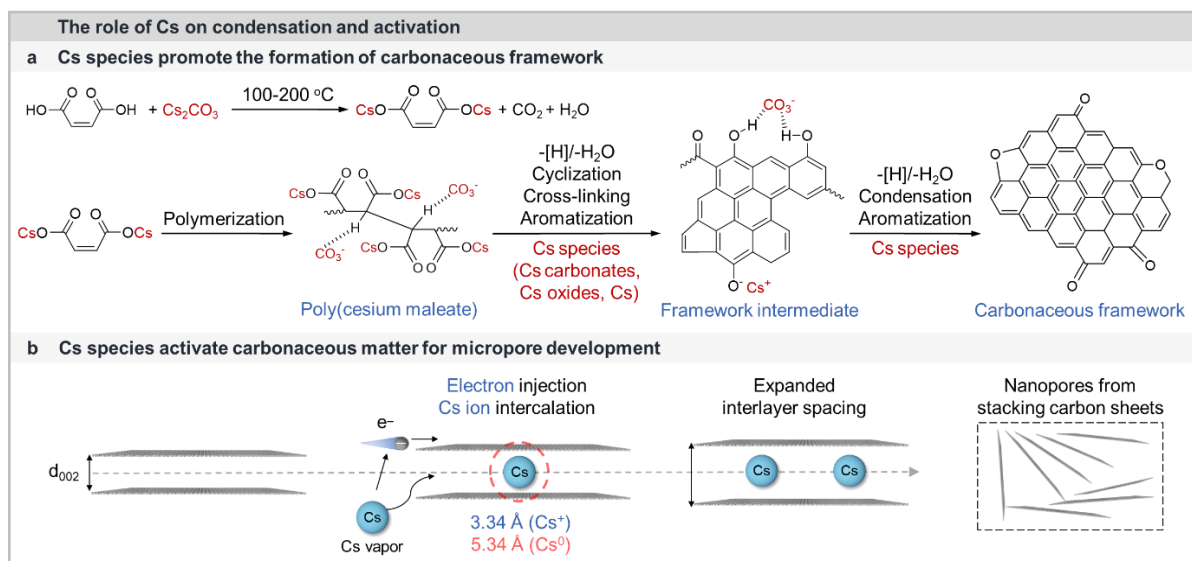 The role of Cs on condensation and activation
a Cs species promote the formation of carbonaceous framework
HO O O OH + Cs₂CO₃ 100-200 °C CsO O O OCs + CO₂ + H₂O
CsO O O OCs
Polymerization
CsO O O OCs CO₃⁻
H H
CO₃⁻ CsO O O OCs
Poly(cesium maleate)
-[H]/-H₂O
Cyclization
Cross-linking
Aromatization
Cs species
(Cs carbonates,
Cs oxides, Cs)
CO₃⁻
H H
O O HO
O⁻ Cs⁺
Framework intermediate
-[H]/-H₂O
Condensation
Aromatization
Cs species
O
O O
O O
O
Carbonaceous framework
b Cs species activate carbonaceous matter for micropore development
d₀₀₂
e⁻
Cs
Cs vapor
Electron injection
Cs ion intercalation
Cs
3.34 Å (Cs⁺)
5.34 Å (Cs⁰)
Expanded
interlayer spacing
Cs Cs
Nanopores from
stacking carbon sheets